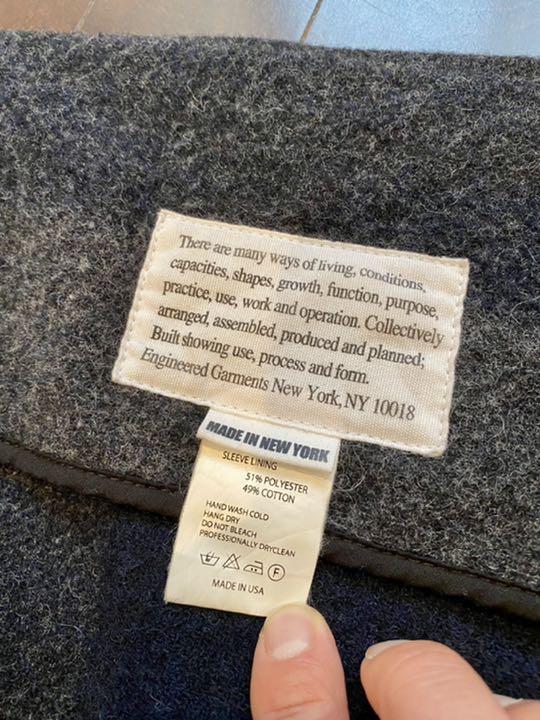 There are many ways of living, conditions,
capacities, shapes, growth, function, purpose,
practice, use, work and operation. Collectively
arranged, assembled, produced and planned;
Built showing use, process and form.
Engineered Garments New York, NY 10018
MADE IN NEW YORK
SLEEVE LINING
51% POLYESTER
49% COTTON
HAND WASH COLD
HANG DRY
DO NOT BLEACH
PROFESSIONALLY DRYCLEAN
F
MADE IN USA